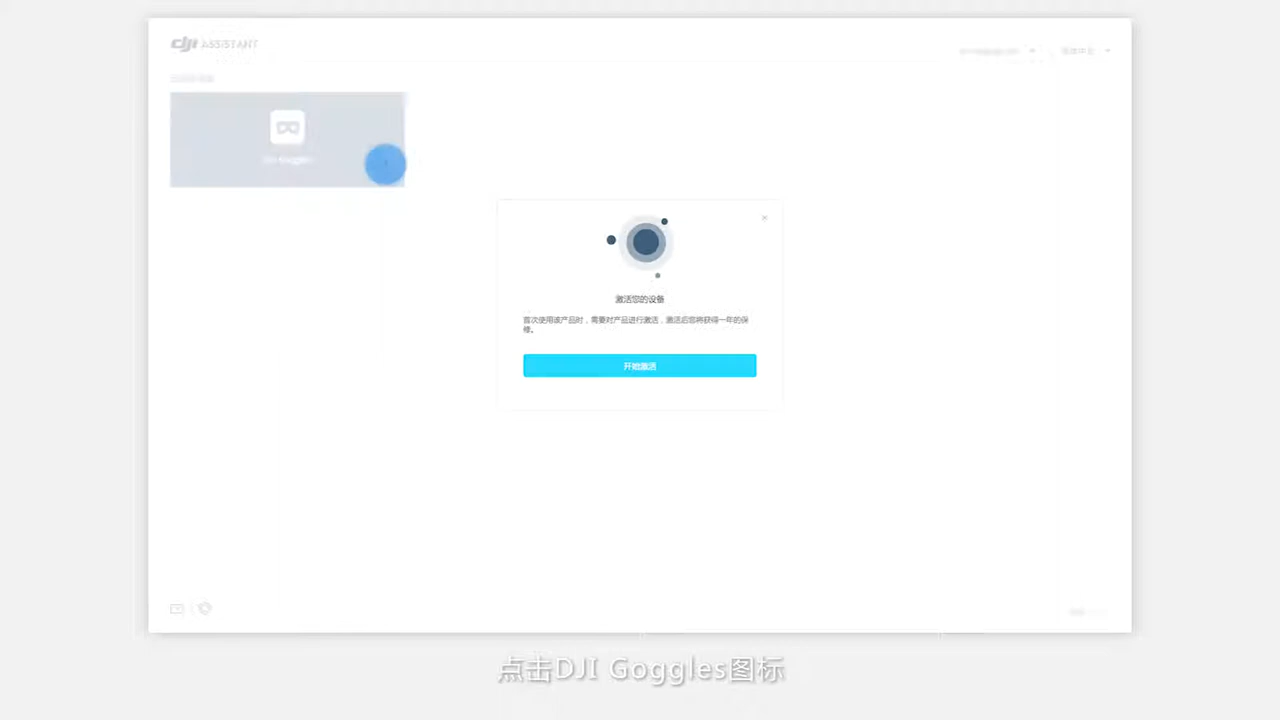 dji ASSISTANT
激活您的设备
首次使用该产品时，需要对产品进行激活，激活后您将获得一年的保
修。
开始激活
点击DJI Goggles图标